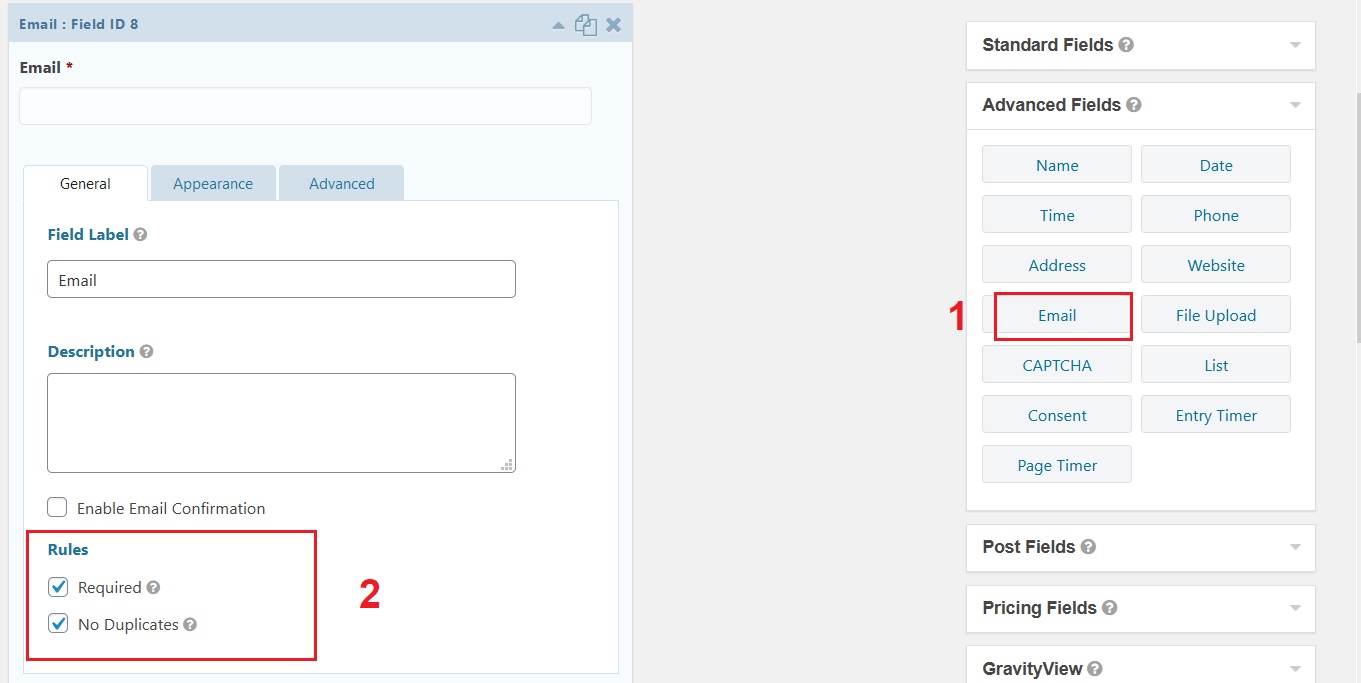 Email : Field ID 8
Email *
General
Appearance
Advanced
Field Label
Email
Description
Enable Email Confirmation
Rules
Required
No Duplicates
2
Standard Fields
Advanced Fields
Name
Date
Time
Phone
Address
Website
1
Email
File Upload
CAPTCHA
List
Consent
Entry Timer
Page Timer
Post Fields
Pricing Fields
GravityView